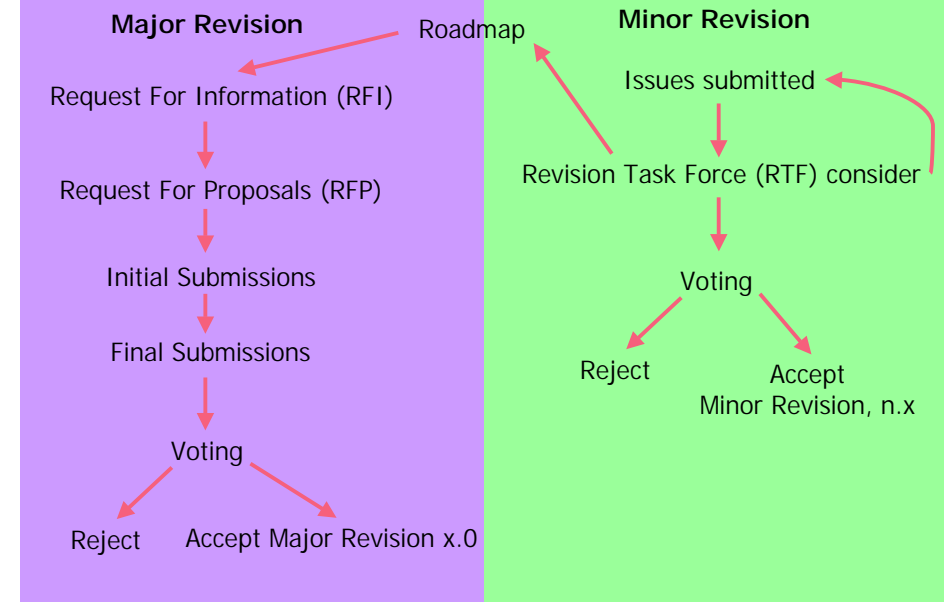 Major Revision
Roadmap
Minor Revision
Request For Information (RFI)
Request For Proposals (RFP)
Initial Submissions
Final Submissions
Voting
Reject
Accept Major Revision x.0
Issues submitted
Revision Task Force (RTF) consider
Voting
Reject
Accept
Minor Revision, n.x